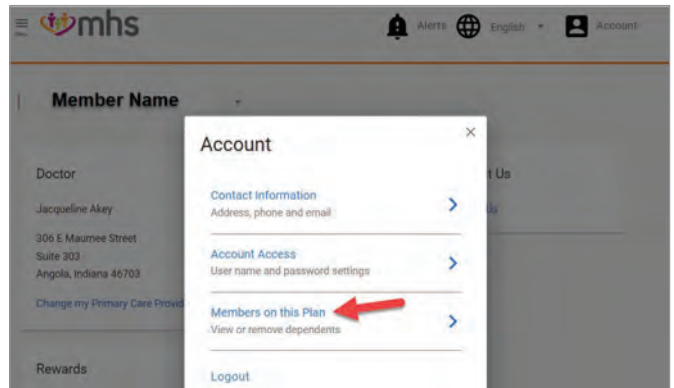 mhs
Alerts
English
Account
Member Name
Account
Doctor
t Us
Contact Information
Address, phone and email
Jacqueline Akey
306 E Maumee Street
Suite 303
Angola, Indiana 46703
Account Access
User name and password settings
Change my Primary Care Provid
Members on this Plan
View or remove dependents
Rewards
Logout